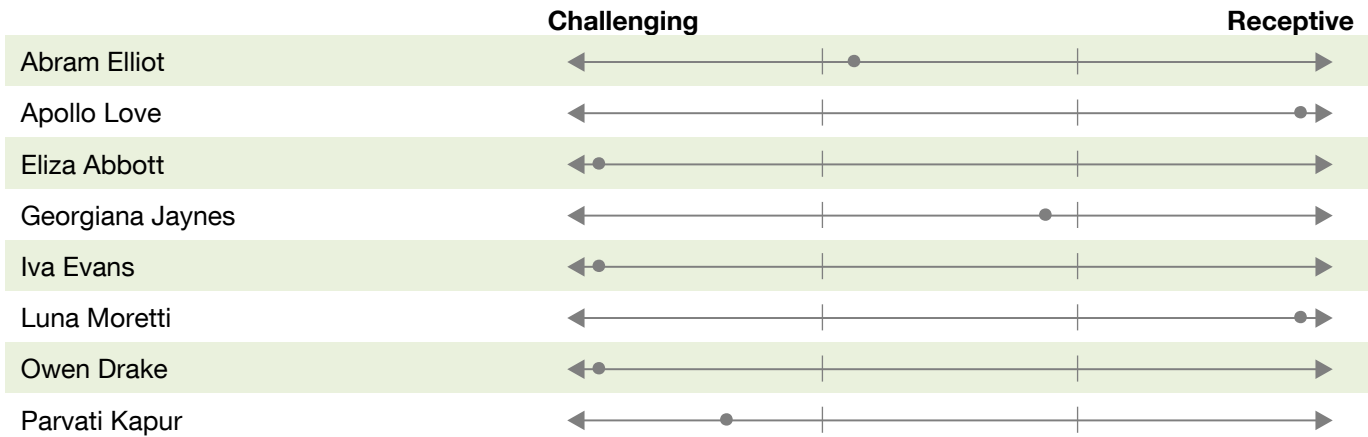 Challenging Receptive
Abram Elliot
Apollo Love
Eliza Abbott
Georgiana Jaynes
Iva Evans
Luna Moretti
Owen Drake
Parvati Kapur